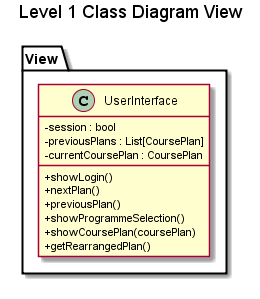 Level 1 Class Diagram View
View
C UserInterface
-session : bool
-previousPlans : List[CoursePlan]
-currentCoursePlan : CoursePlan
+showLogin()
+nextPlan()
+previousPlan()
+showProgrammeSelection()
+showCoursePlan(coursePlan)
+getRearrangedPlan()